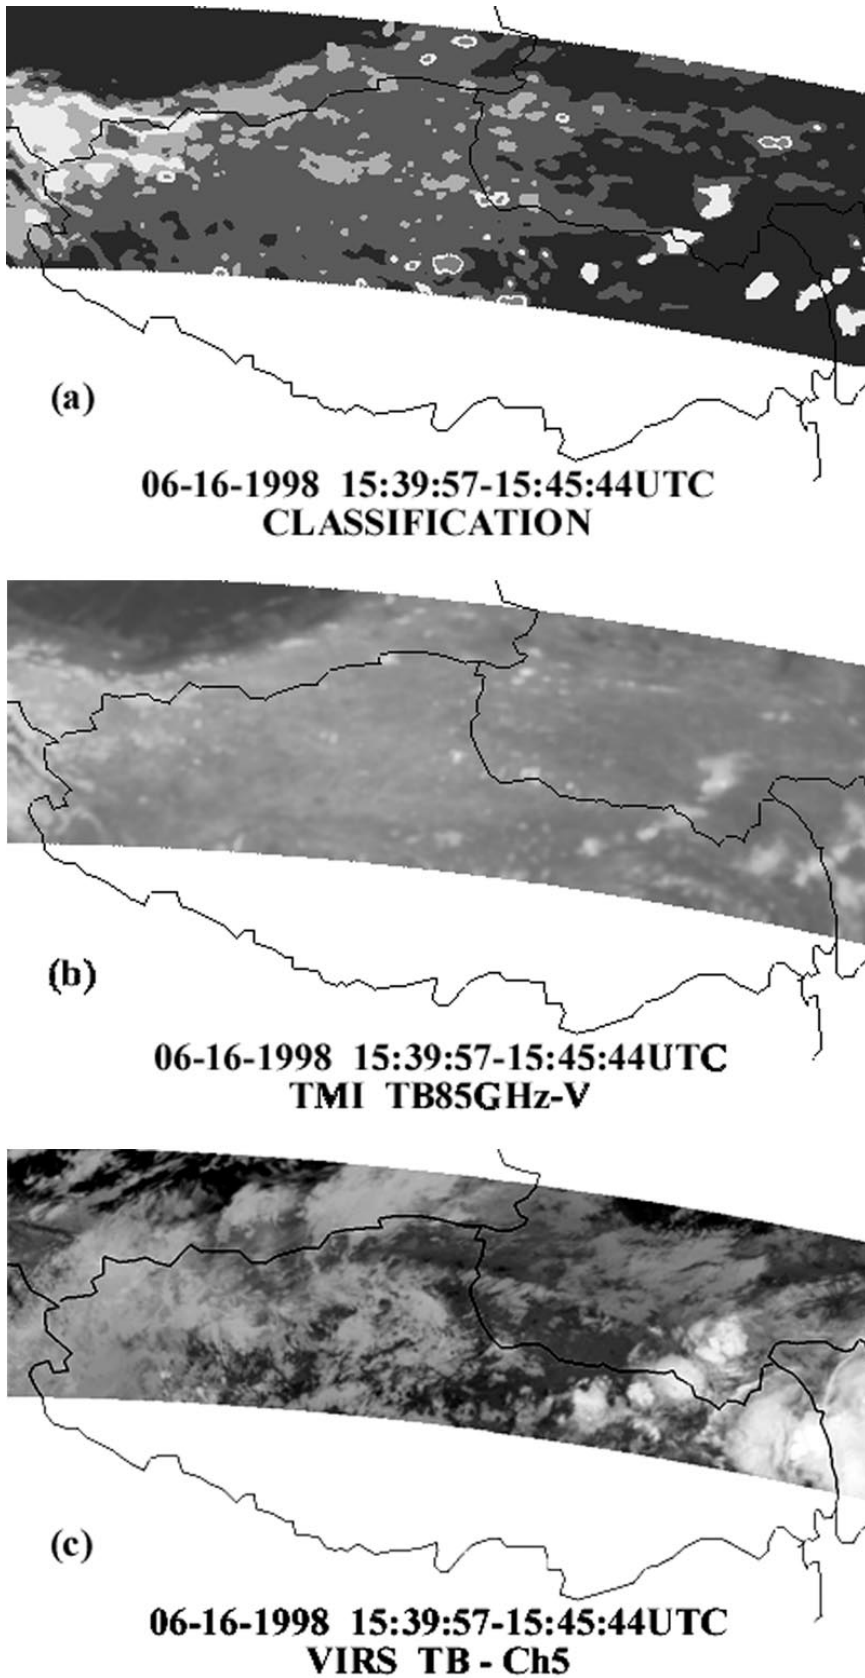 (a)
06-16-1998 15:39:57-15:45:44UTC
CLASSIFICATION
(b)
06-16-1998 15:39:57-15:45:44UTC
TMI TB85GHz-V
(c)
06-16-1998 15:39:57-15:45:44UTC
VIRS TB - Ch5